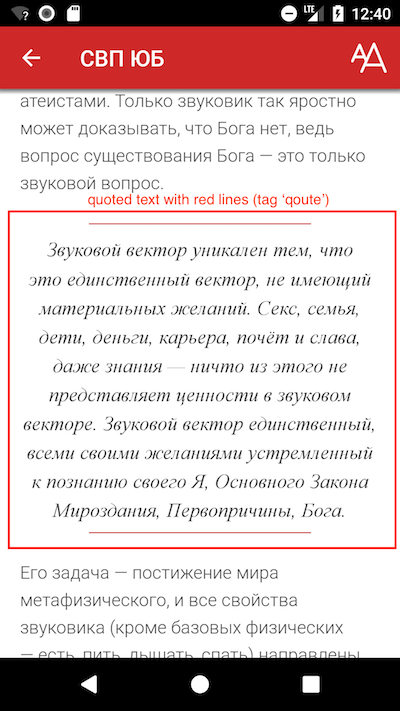 LTE
12:40
СВП ЮБ
атеистами. Только звуковик так яростно
может доказывать, что Бога нет, ведь
вопрос существования Бога — это только
звуковой вопрос.
quoted text with red lines (tag ‘qoute’)
Звуковой вектор уникален тем, что
это единственный вектор, не имеющий
материальных желаний. Секс, семья,
дети, деньги, карьера, почёт и слава,
даже знания — ничто из этого не
представляет ценности в звуковом
векторе. Звуковой вектор единственный,
всеми своими желаниями устремленный
к познанию своего Я, Основного Закона
Мироздания, Первопричины, Бога.
Его задача — постижение мира
метафизического, и все свойства
звуковика (кроме базовых физических
— есть, пить, дышать, спать) направлены